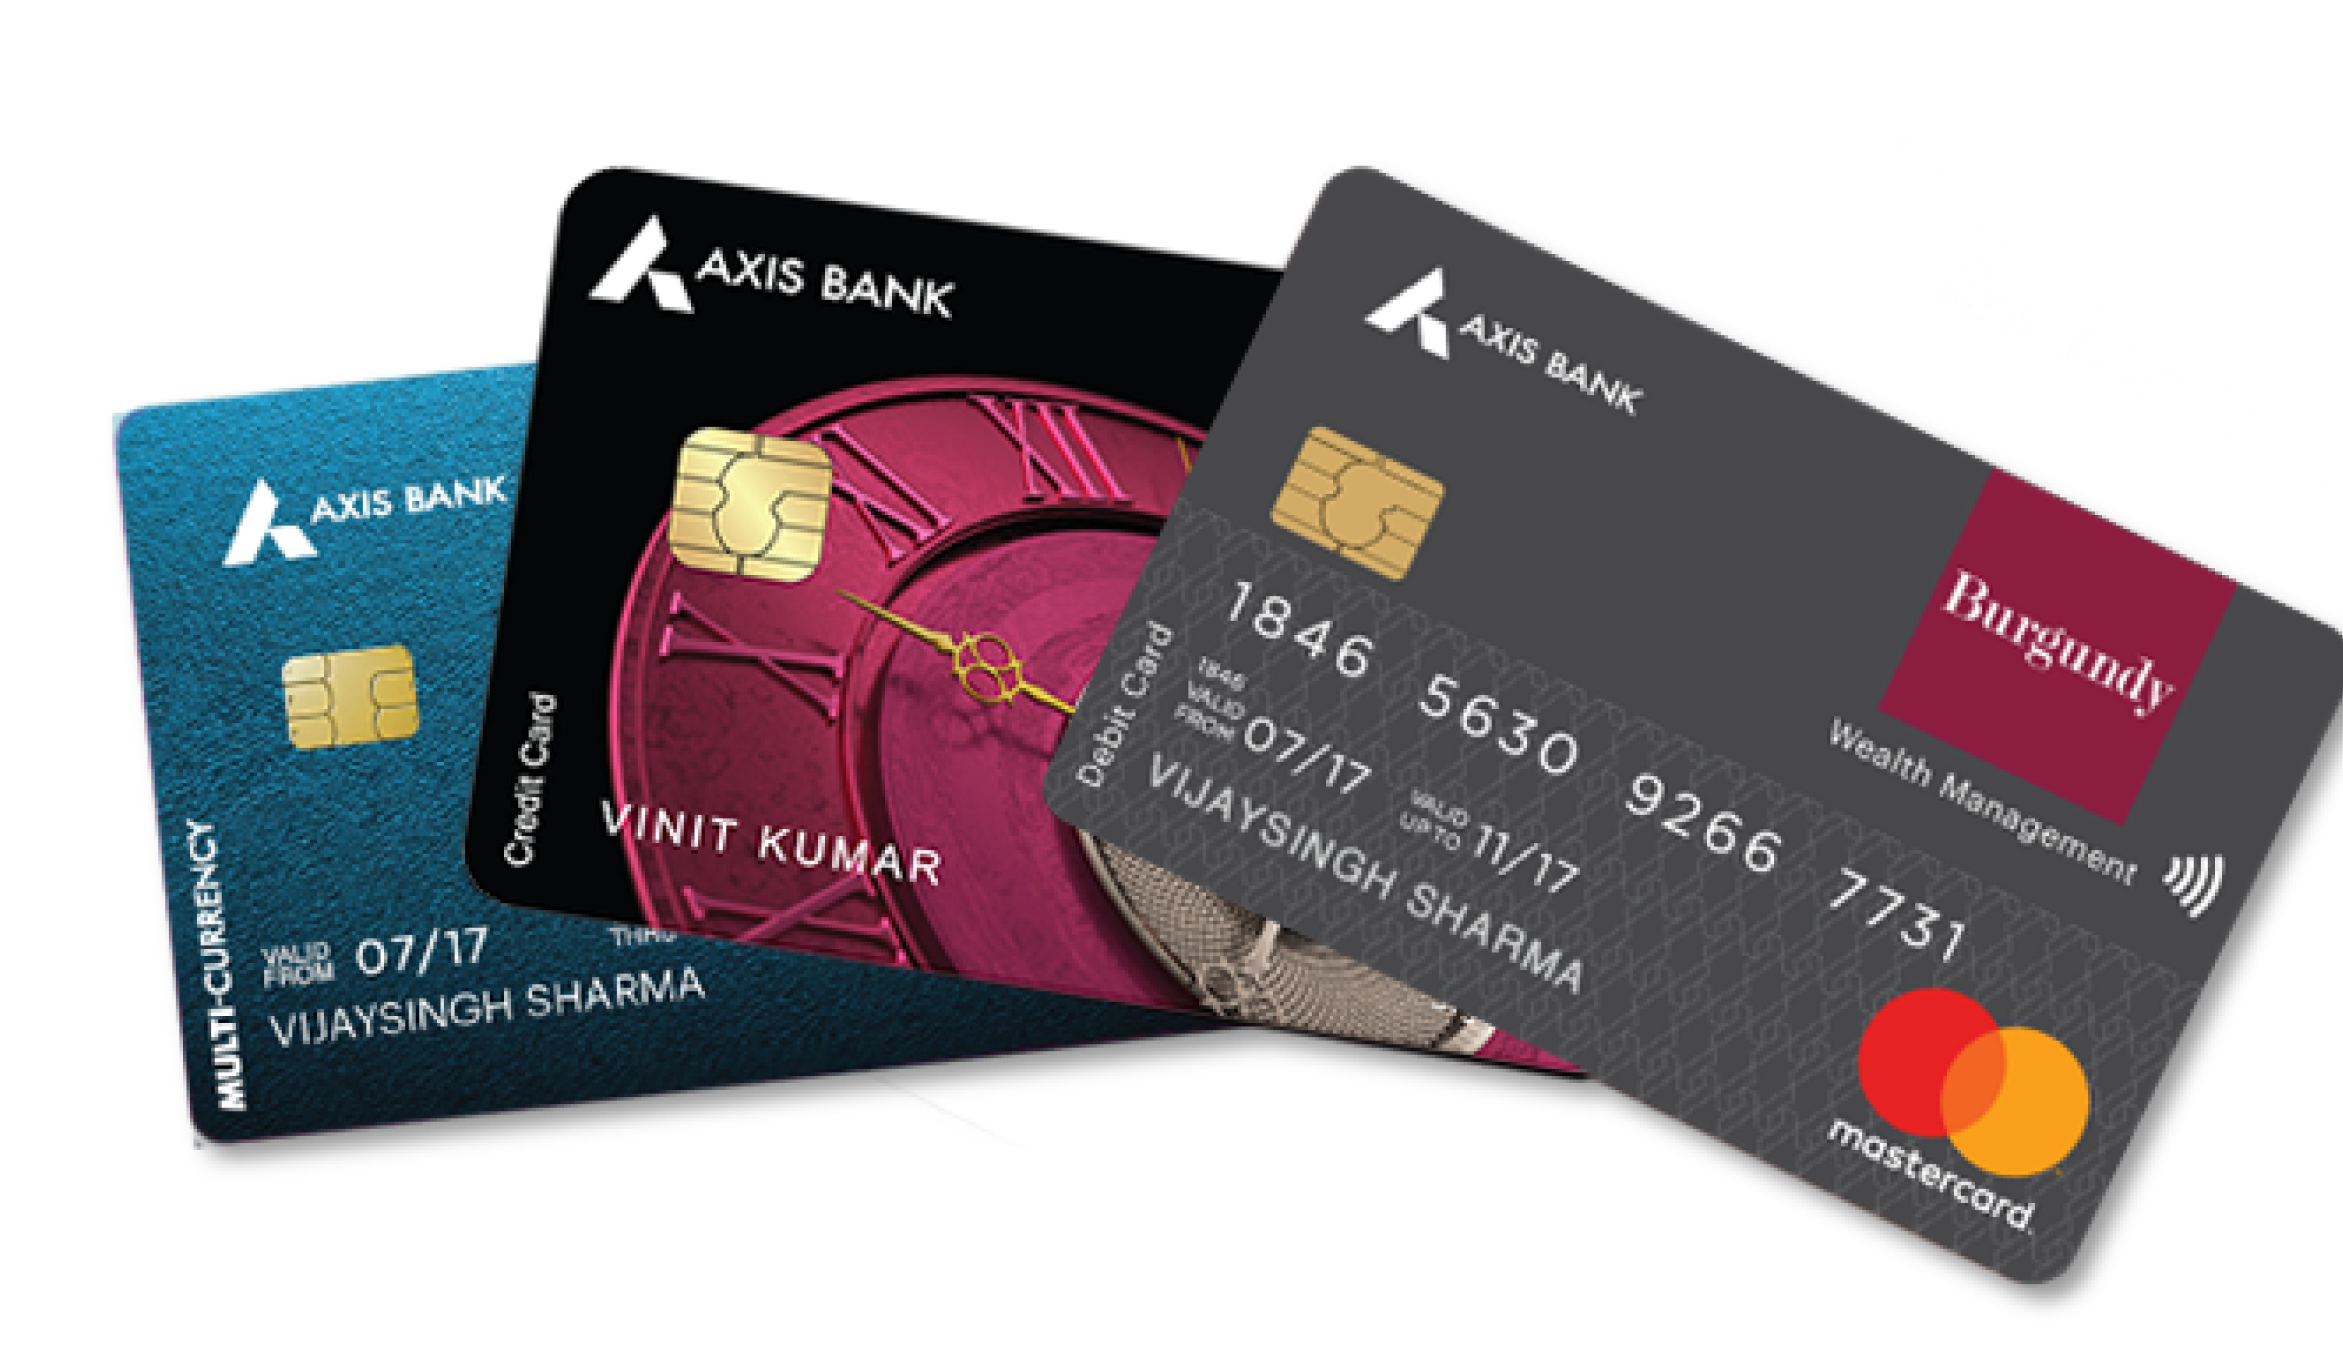 AXIS BANK
MULTI-CURRENCY
VALID
FROM
07/17
VIJAYSINGH SHARMA
AXIS BANK
XII
XI
X
Credit Card
VINIT KUMAR
AXIS BANK
Burgundy
Wealth Management
Debit Card
1846 5630 9266 7731
1846
VALID
FROM
07/17
VALID
UPTO
11/17
VIJAYSINGH SHARMA
mastercard.